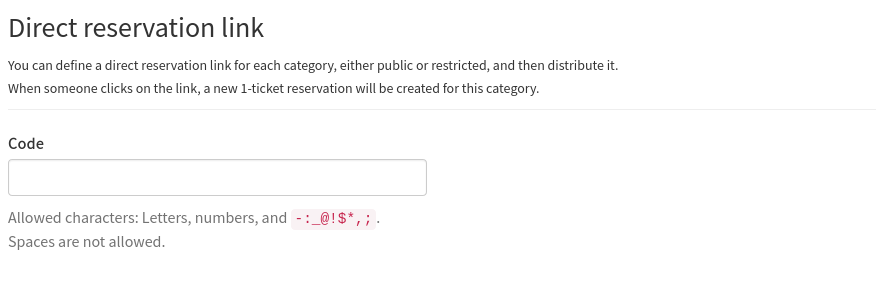 Direct reservation link
You can define a direct reservation link for each category, either public or restricted, and then distribute it.
When someone clicks on the link, a new 1-ticket reservation will be created for this category.
Code
Allowed characters: Letters, numbers, and -:_@!$*,;.
Spaces are not allowed.